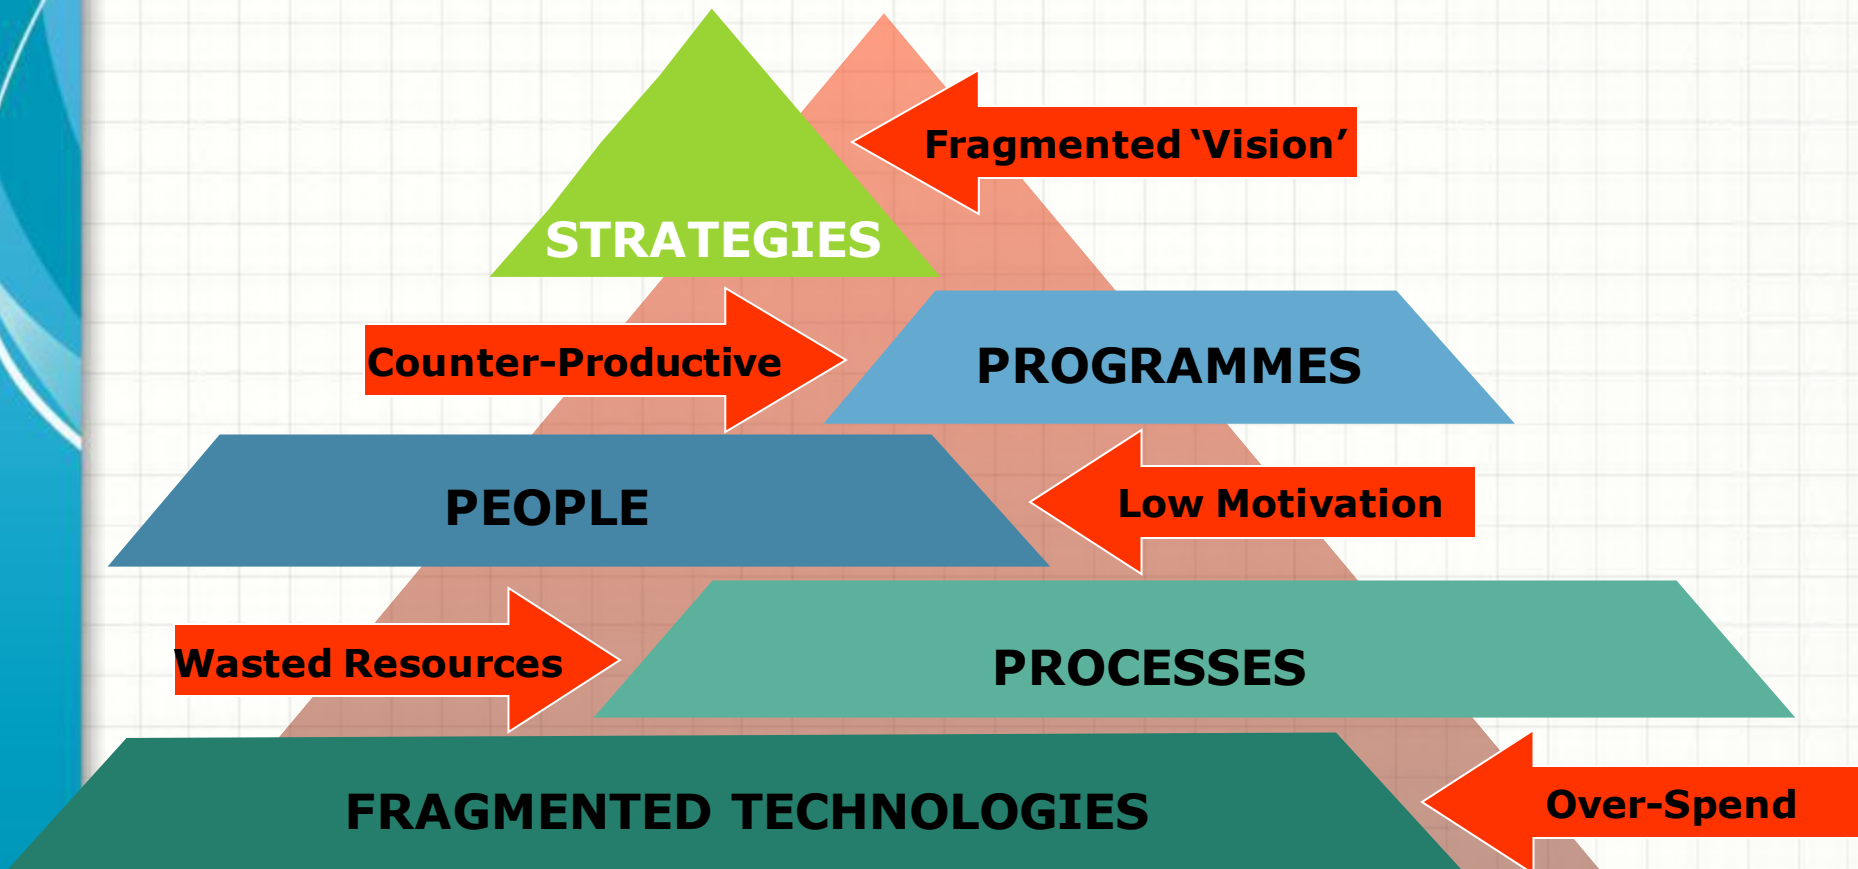 Fragmented ‘Vision’
STRATEGIES
Counter-Productive
PROGRAMMES
PEOPLE
Low Motivation
Wasted Resources
PROCESSES
FRAGMENTED TECHNOLOGIES
Over-Spend